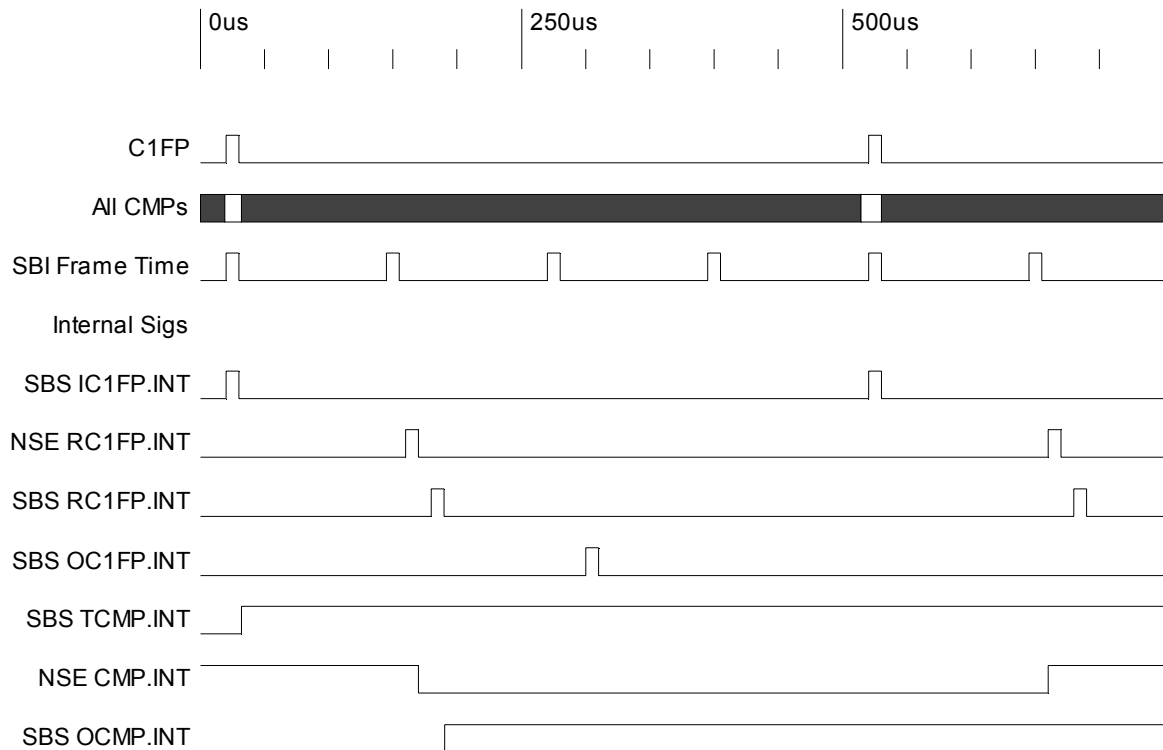 0us 250us 500us
C1FP
All CMPs
SBI Frame Time
Internal Sigs
SBS IC1FP.INT
NSE RC1FP.INT
SBS RC1FP.INT
SBS OC1FP.INT
SBS TCMP.INT
NSE CMP.INT
SBS OCMP.INT